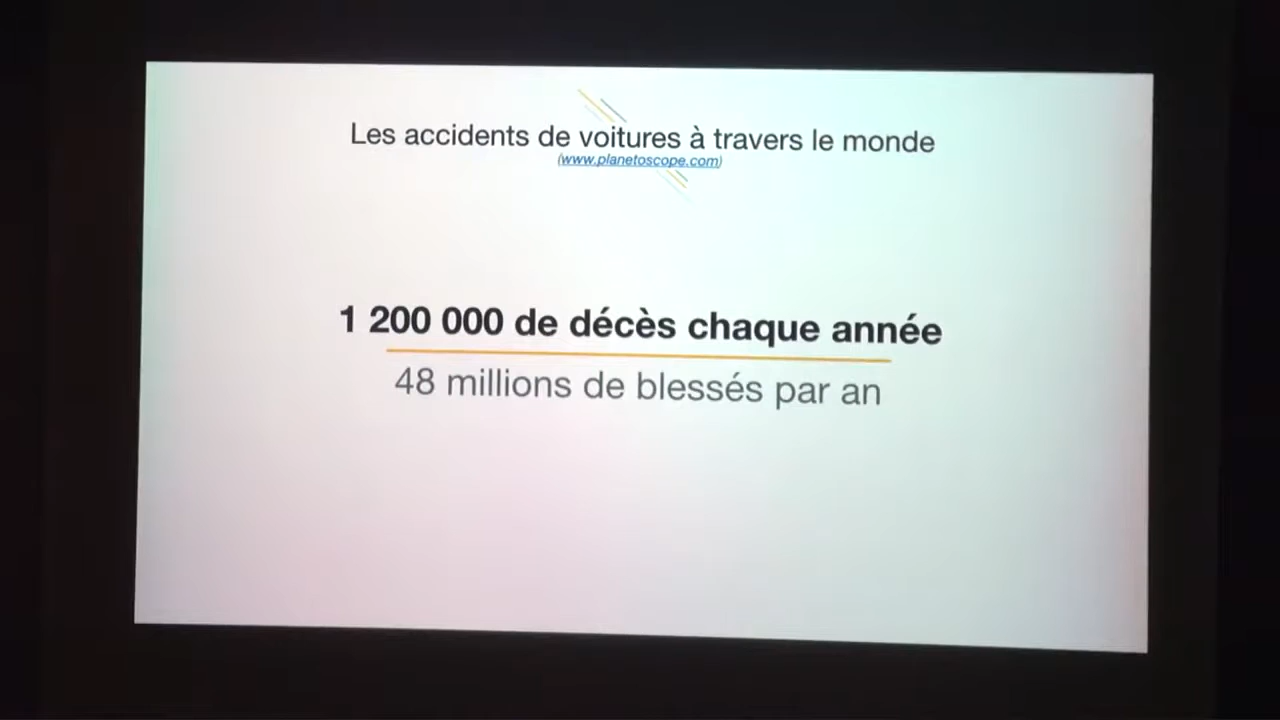 Les accidents de voitures à travers le monde
(www.planetoscope.com)
1 200 000 de décès chaque année
48 millions de blessés par an